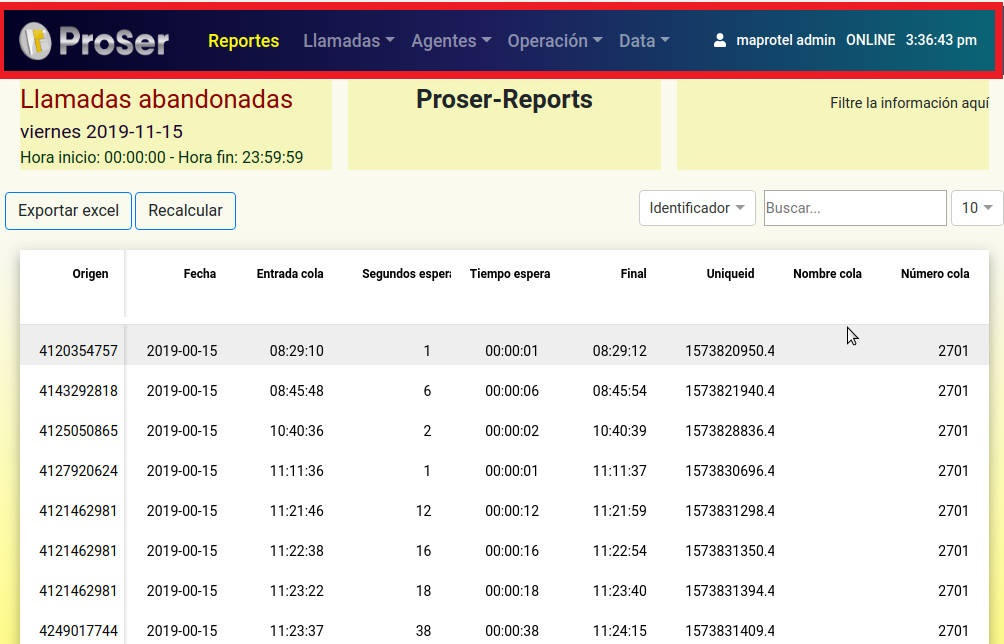 ProSer Reportes Llamadas Agentes Operación Data maprotel admin ONLINE 3:36:43 pm
Llamadas abandonadas
viernes 2019-11-15
Hora inicio: 00:00:00 - Hora fin: 23:59:59
Proser-Reports
Filtre la información aquí
Exportar excel Recalcular Identificador Buscar... 10
Origen Fecha Entrada cola Segundos espera Tiempo espera Final Uniqueid Nombre cola Número cola
4120354757 2019-00-15 08:29:10 1 00:00:01 08:29:12 1573820950.4 2701
4143292818 2019-00-15 08:45:48 6 00:00:06 08:45:54 1573821940.4 2701
4125050865 2019-00-15 10:40:36 2 00:00:02 10:40:39 1573828836.4 2701
4127920624 2019-00-15 11:11:36 1 00:00:01 11:11:37 1573830696.4 2701
4121462981 2019-00-15 11:21:46 12 00:00:12 11:21:59 1573831298.4 2701
4121462981 2019-00-15 11:22:38 16 00:00:16 11:22:54 1573831350.4 2701
4121462981 2019-00-15 11:23:22 18 00:00:18 11:23:40 1573831394.4 2701
4249017744 2019-00-15 11:23:37 38 00:00:38 11:24:15 1573831409.4 2701